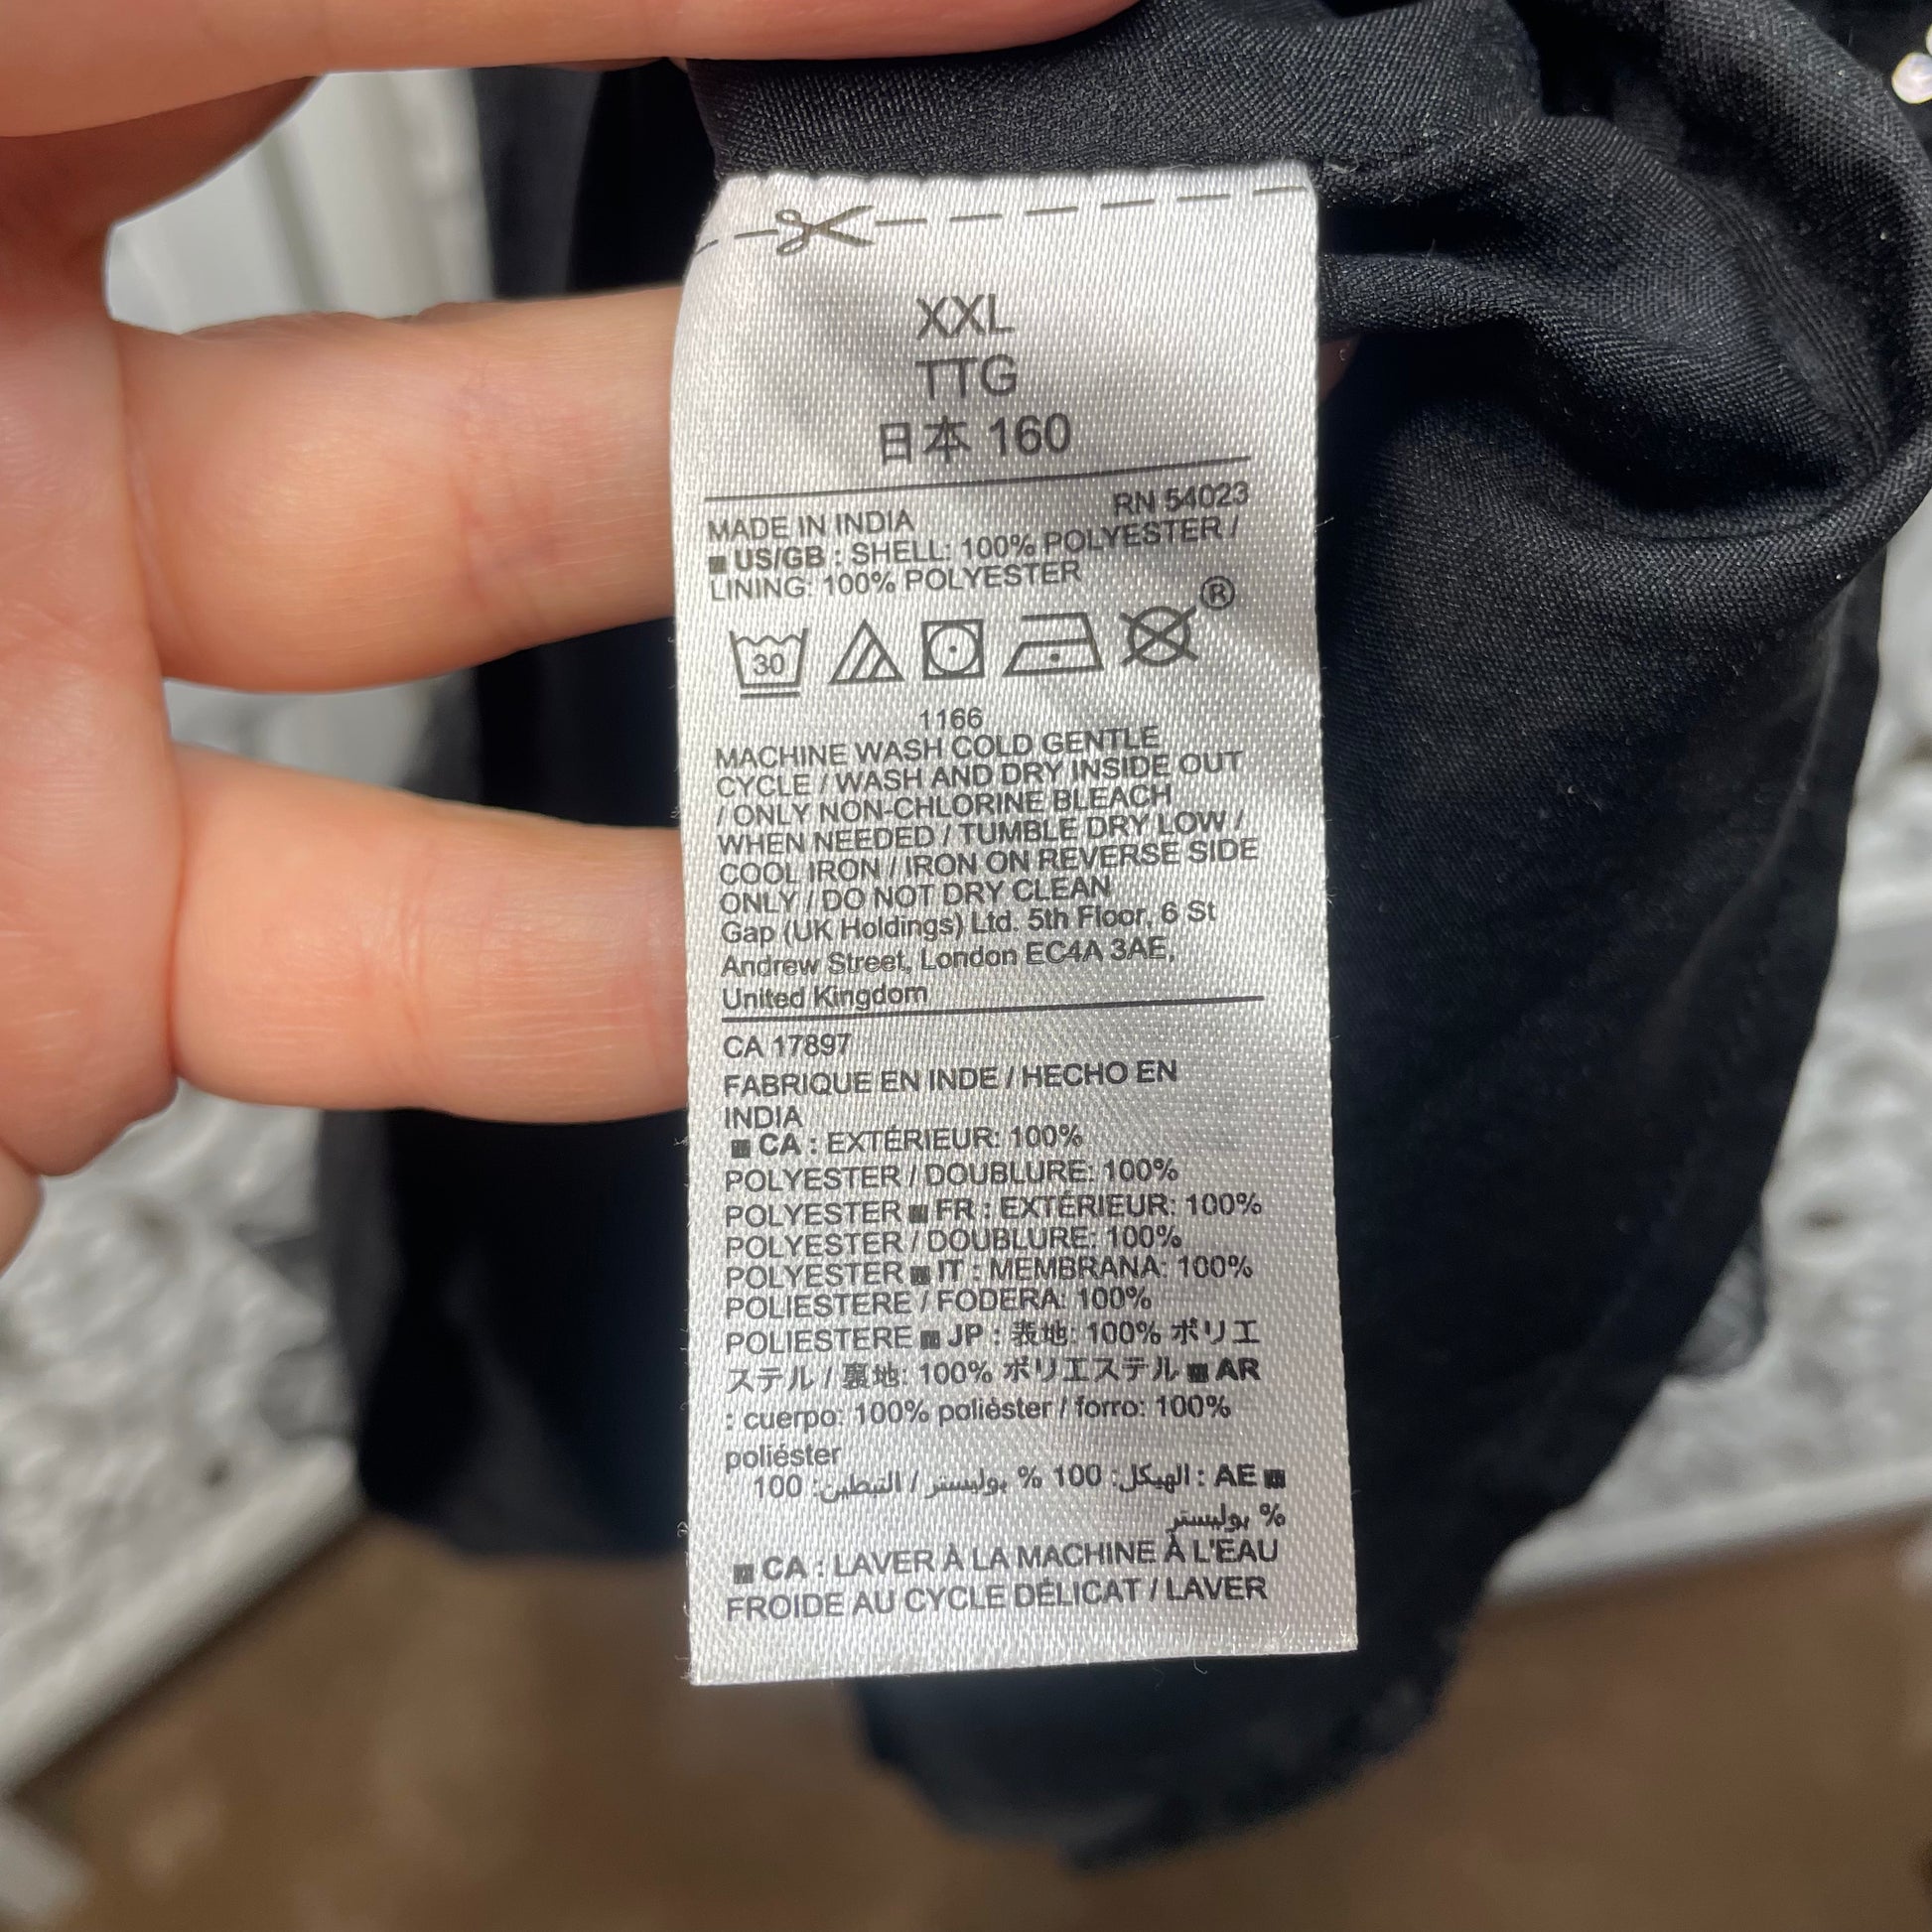 XXL
TTG
日本 160
RN 54023
MADE IN INDIA
■ US/GB : SHELL: 100% POLYESTER /
LINING: 100% POLYESTER
®
30
1166
MACHINE WASH COLD GENTLE
CYCLE / WASH AND DRY INSIDE OUT
/ ONLY NON-CHLORINE BLEACH
WHEN NEEDED / TUMBLE DRY LOW /
COOL IRON / IRON ON REVERSE SIDE
ONLY / DO NOT DRY CLEAN
Gap (UK Holdings) Ltd. 5th Floor, 6 St
Andrew Street, London EC4A 3AE,
United Kingdom
CA 17897
FABRIQUE EN INDE / HECHO EN
INDIA
■ CA : EXTÉRIEUR: 100%
POLYESTER / DOUBLURE: 100%
POLYESTER ■ FR : EXTÉRIEUR: 100%
POLYESTER / DOUBLURE: 100%
POLYESTER ■ IT : MEMBRANA: 100%
POLIESTERE / FODERA: 100%
POLIESTERE ■ JP : 表地: 100% ポリエ
ステル / 裏地: 100% ポリエステル ■ AR
: cuerpo: 100% poliéster / forro: 100%
poliéster
■ AE : الهيكل: 100 % بوليستر / التبطين: 100
% بوليستر
■ CA : LAVER À LA MACHINE À L'EAU
FROIDE AU CYCLE DÉLICAT / LAVER